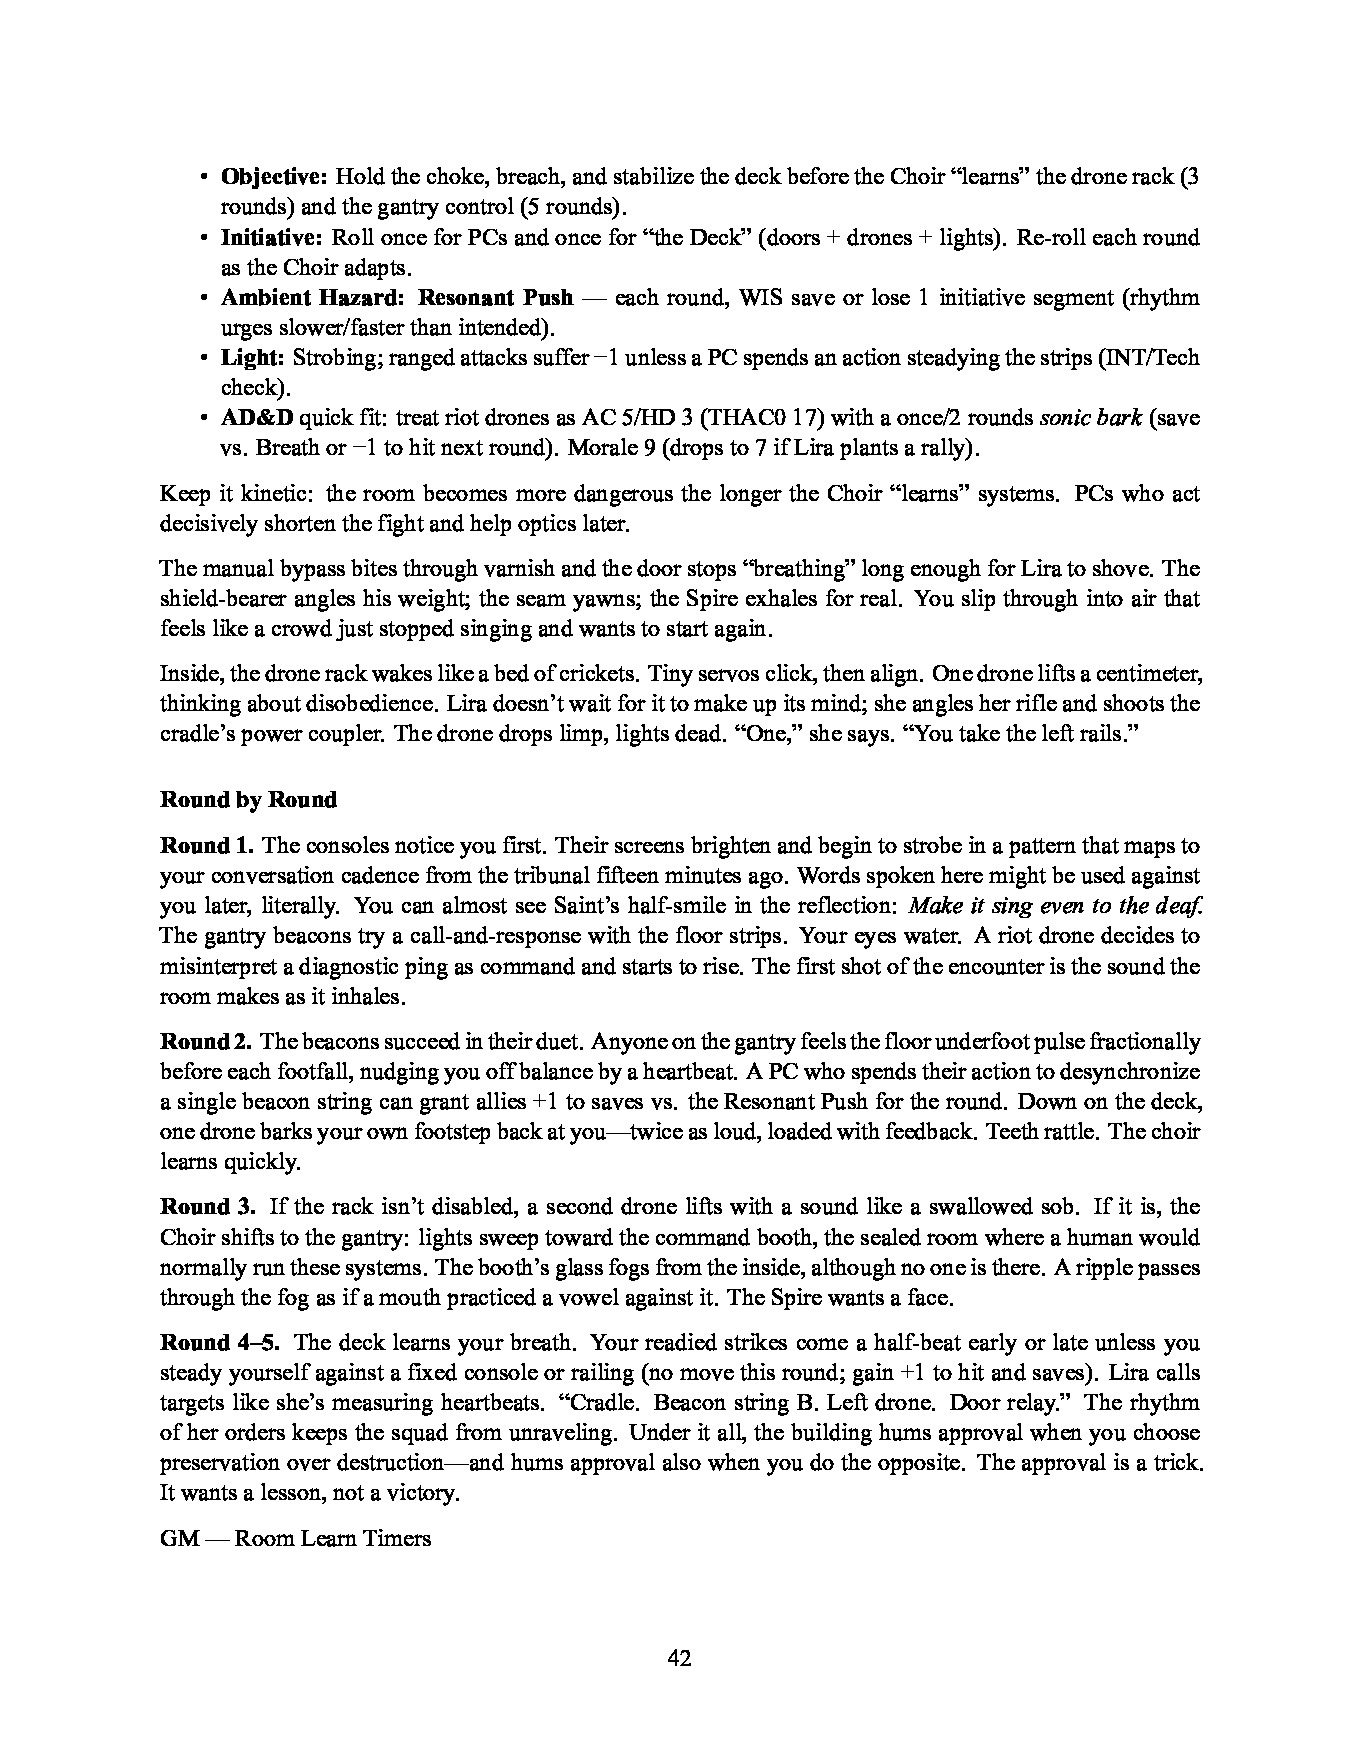 • Objective: Hold the choke, breach, and stabilize the deck before the Choir “learns” the drone rack (3
rounds) and the gantry control (5 rounds).
• Initiative: Roll once for PCs and once for “the Deck” (doors + drones + lights). Re-roll each round
as the Choir adapts.
• Ambient Hazard: Resonant Push — each round, WIS save or lose 1 initiative segment (rhythm
urges slower/faster than intended).
• Light: Strobing; ranged attacks suffer −1 unless a PC spends an action steadying the strips (INT/Tech
check).
• AD&D quick fit: treat riot drones as AC 5/HD 3 (THAC0 17) with a once/2 rounds sonic bark (save
vs. Breath or −1 to hit next round). Morale 9 (drops to 7 if Lira plants a rally).
Keep it kinetic: the room becomes more dangerous the longer the Choir “learns” systems. PCs who act
decisively shorten the fight and help optics later.
The manual bypass bites through varnish and the door stops “breathing” long enough for Lira to shove. The
shield-bearer angles his weight; the seam yawns; the Spire exhales for real. You slip through into air that
feels like a crowd just stopped singing and wants to start again.
Inside, the drone rack wakes like a bed of crickets. Tiny servos click, then align. One drone lifts a centimeter,
thinking about disobedience. Lira doesn’t wait for it to make up its mind; she angles her rifle and shoots the
cradle’s power coupler. The drone drops limp, lights dead. “One,” she says. “You take the left rails.”
Round by Round
Round 1. The consoles notice you first. Their screens brighten and begin to strobe in a pattern that maps to
your conversation cadence from the tribunal fifteen minutes ago. Words spoken here might be used against
you later, literally. You can almost see Saint’s half-smile in the reflection: Make it sing even to the deaf.
The gantry beacons try a call-and-response with the floor strips. Your eyes water. A riot drone decides to
misinterpret a diagnostic ping as command and starts to rise. The first shot of the encounter is the sound the
room makes as it inhales.
Round 2. The beacons succeed in their duet. Anyone on the gantry feels the floor underfoot pulse fractionally
before each footfall, nudging you off balance by a heartbeat. A PC who spends their action to desynchronize
a single beacon string can grant allies +1 to saves vs. the Resonant Push for the round. Down on the deck,
one drone barks your own footstep back at you—twice as loud, loaded with feedback. Teeth rattle. The choir
learns quickly.
Round 3. If the rack isn’t disabled, a second drone lifts with a sound like a swallowed sob. If it is, the
Choir shifts to the gantry: lights sweep toward the command booth, the sealed room where a human would
normally run these systems. The booth’s glass fogs from the inside, although no one is there. A ripple passes
through the fog as if a mouth practiced a vowel against it. The Spire wants a face.
Round 4–5. The deck learns your breath. Your readied strikes come a half-beat early or late unless you
steady yourself against a fixed console or railing (no move this round; gain +1 to hit and saves). Lira calls
targets like she’s measuring heartbeats. “Cradle. Beacon string B. Left drone. Door relay.” The rhythm
of her orders keeps the squad from unraveling. Under it all, the building hums approval when you choose
preservation over destruction—and hums approval also when you do the opposite. The approval is a trick.
It wants a lesson, not a victory.
GM — Room Learn Timers
42